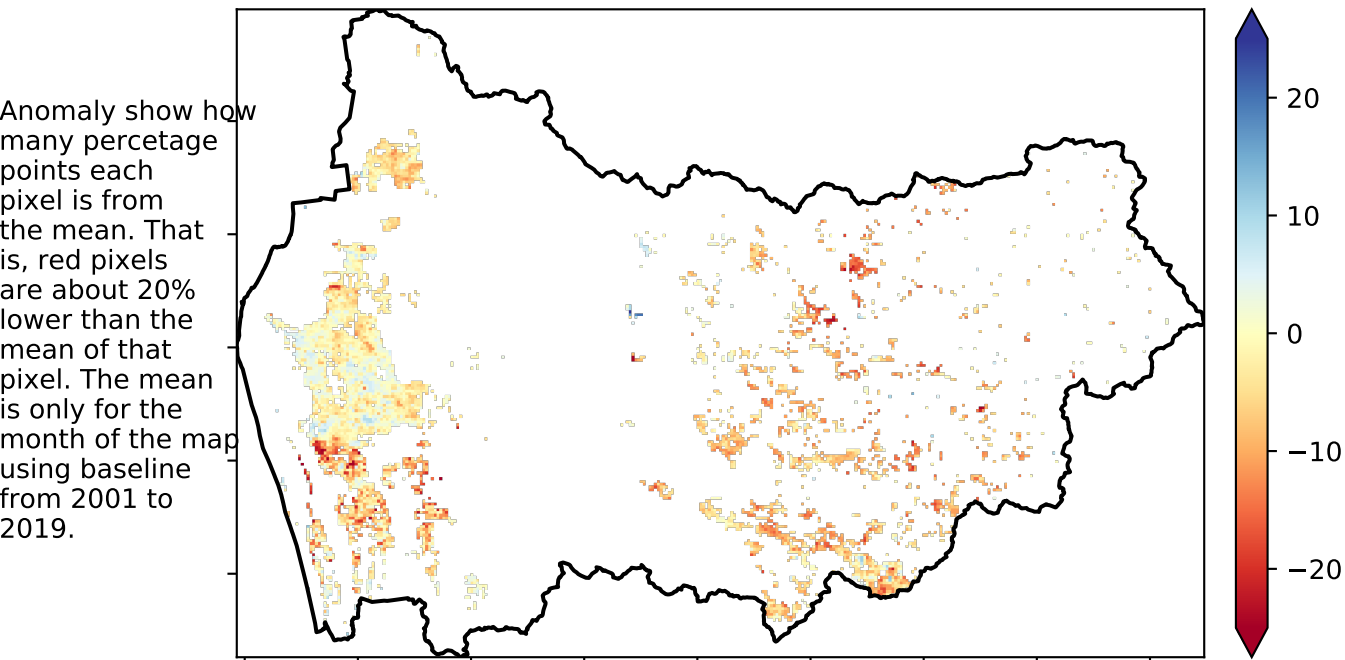 Anomaly show how
many percetage
points each
pixel is from
the mean. That
is, red pixels
are about 20%
lower than the
mean of that
pixel. The mean
is only for the
month of the map
using baseline
from 2001 to
2019.
20
10
0
−10
−20